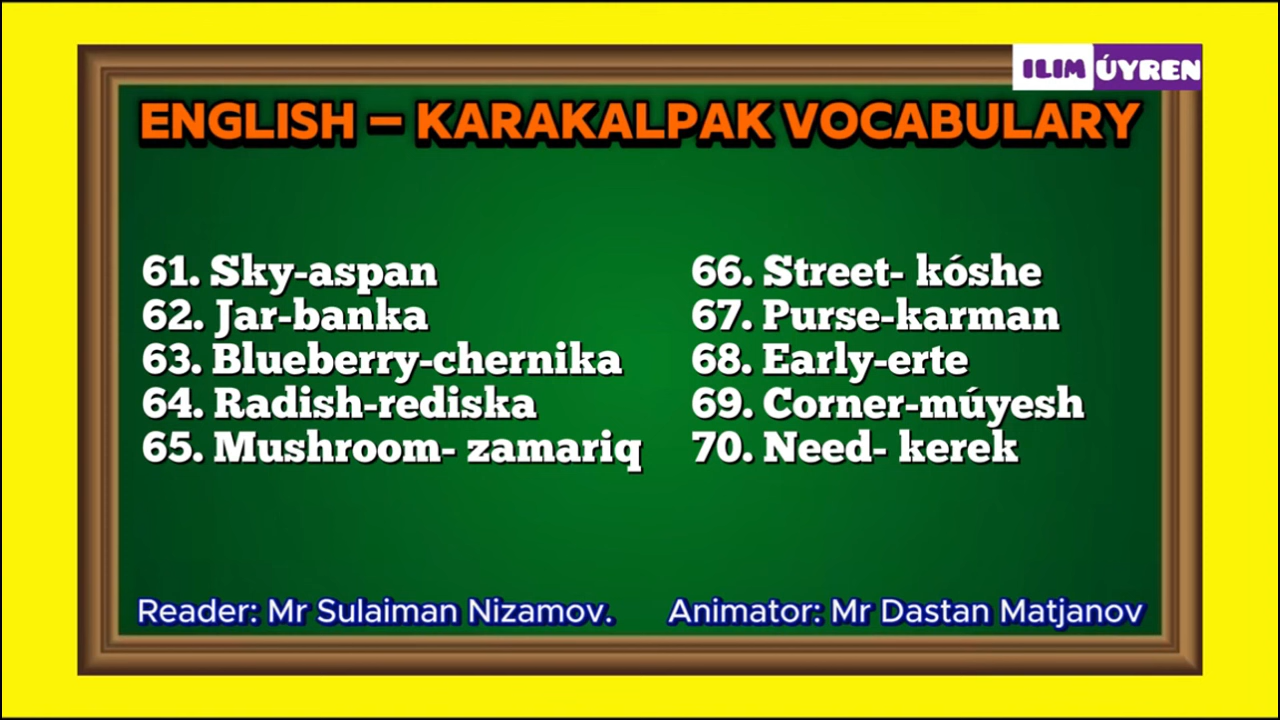 ILIM ÚYREN
ENGLISH – KARAKALPAK VOCABULARY
61. Sky-aspan
62. Jar-banka
63. Blueberry-chernika
64. Radish-rediska
65. Mushroom- zamariq
66. Street- kóshe
67. Purse-karman
68. Early-erte
69. Corner-múyesh
70. Need- kerek
Reader: Mr Sulaiman Nizamov.
Animator: Mr Dastan Matjanov